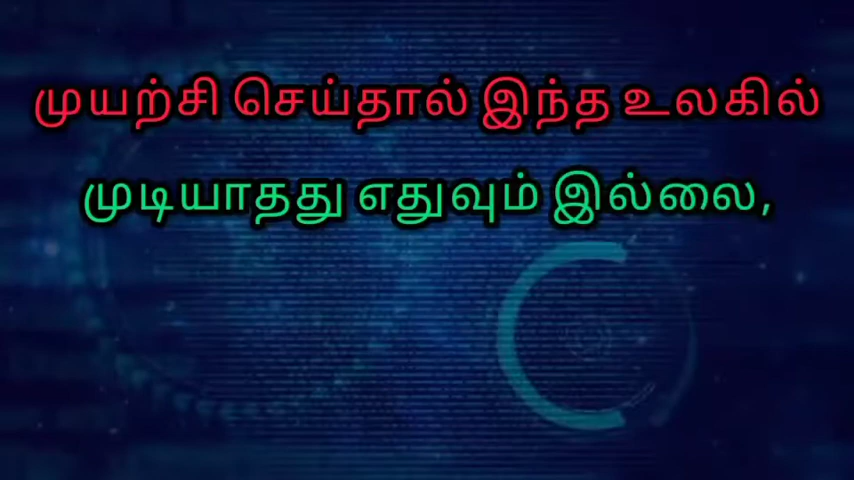 முயற்சி செய்தால் இந்த உலகில்
முடியாதது எதுவும் இல்லை,